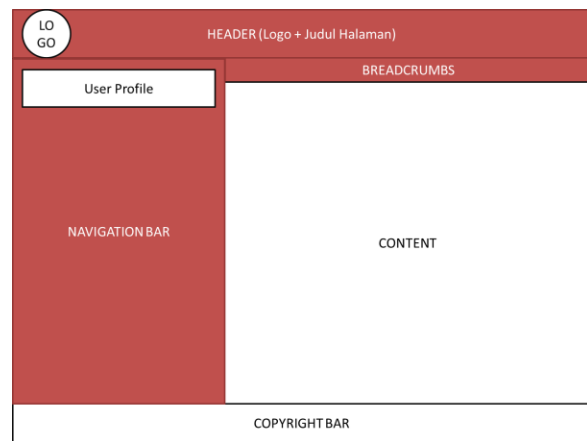 LO
GO
HEADER (Logo + Judul Halaman)
BREADCRUMBS
User Profile
NAVIGATION BAR
CONTENT
COPYRIGHT BAR